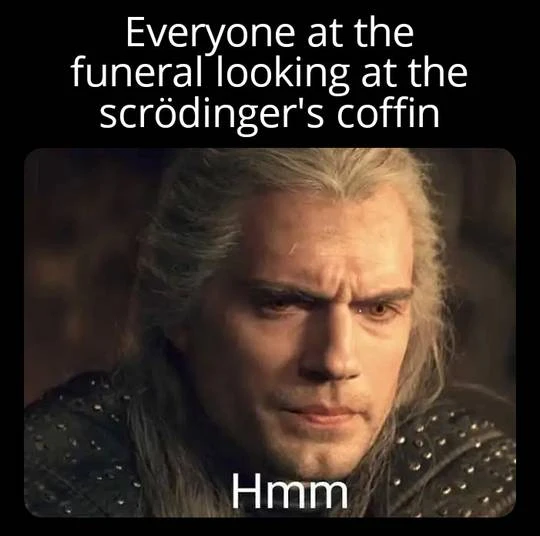 Everyone at the
funeral looking at the
scrödinger's coffin
Hmm